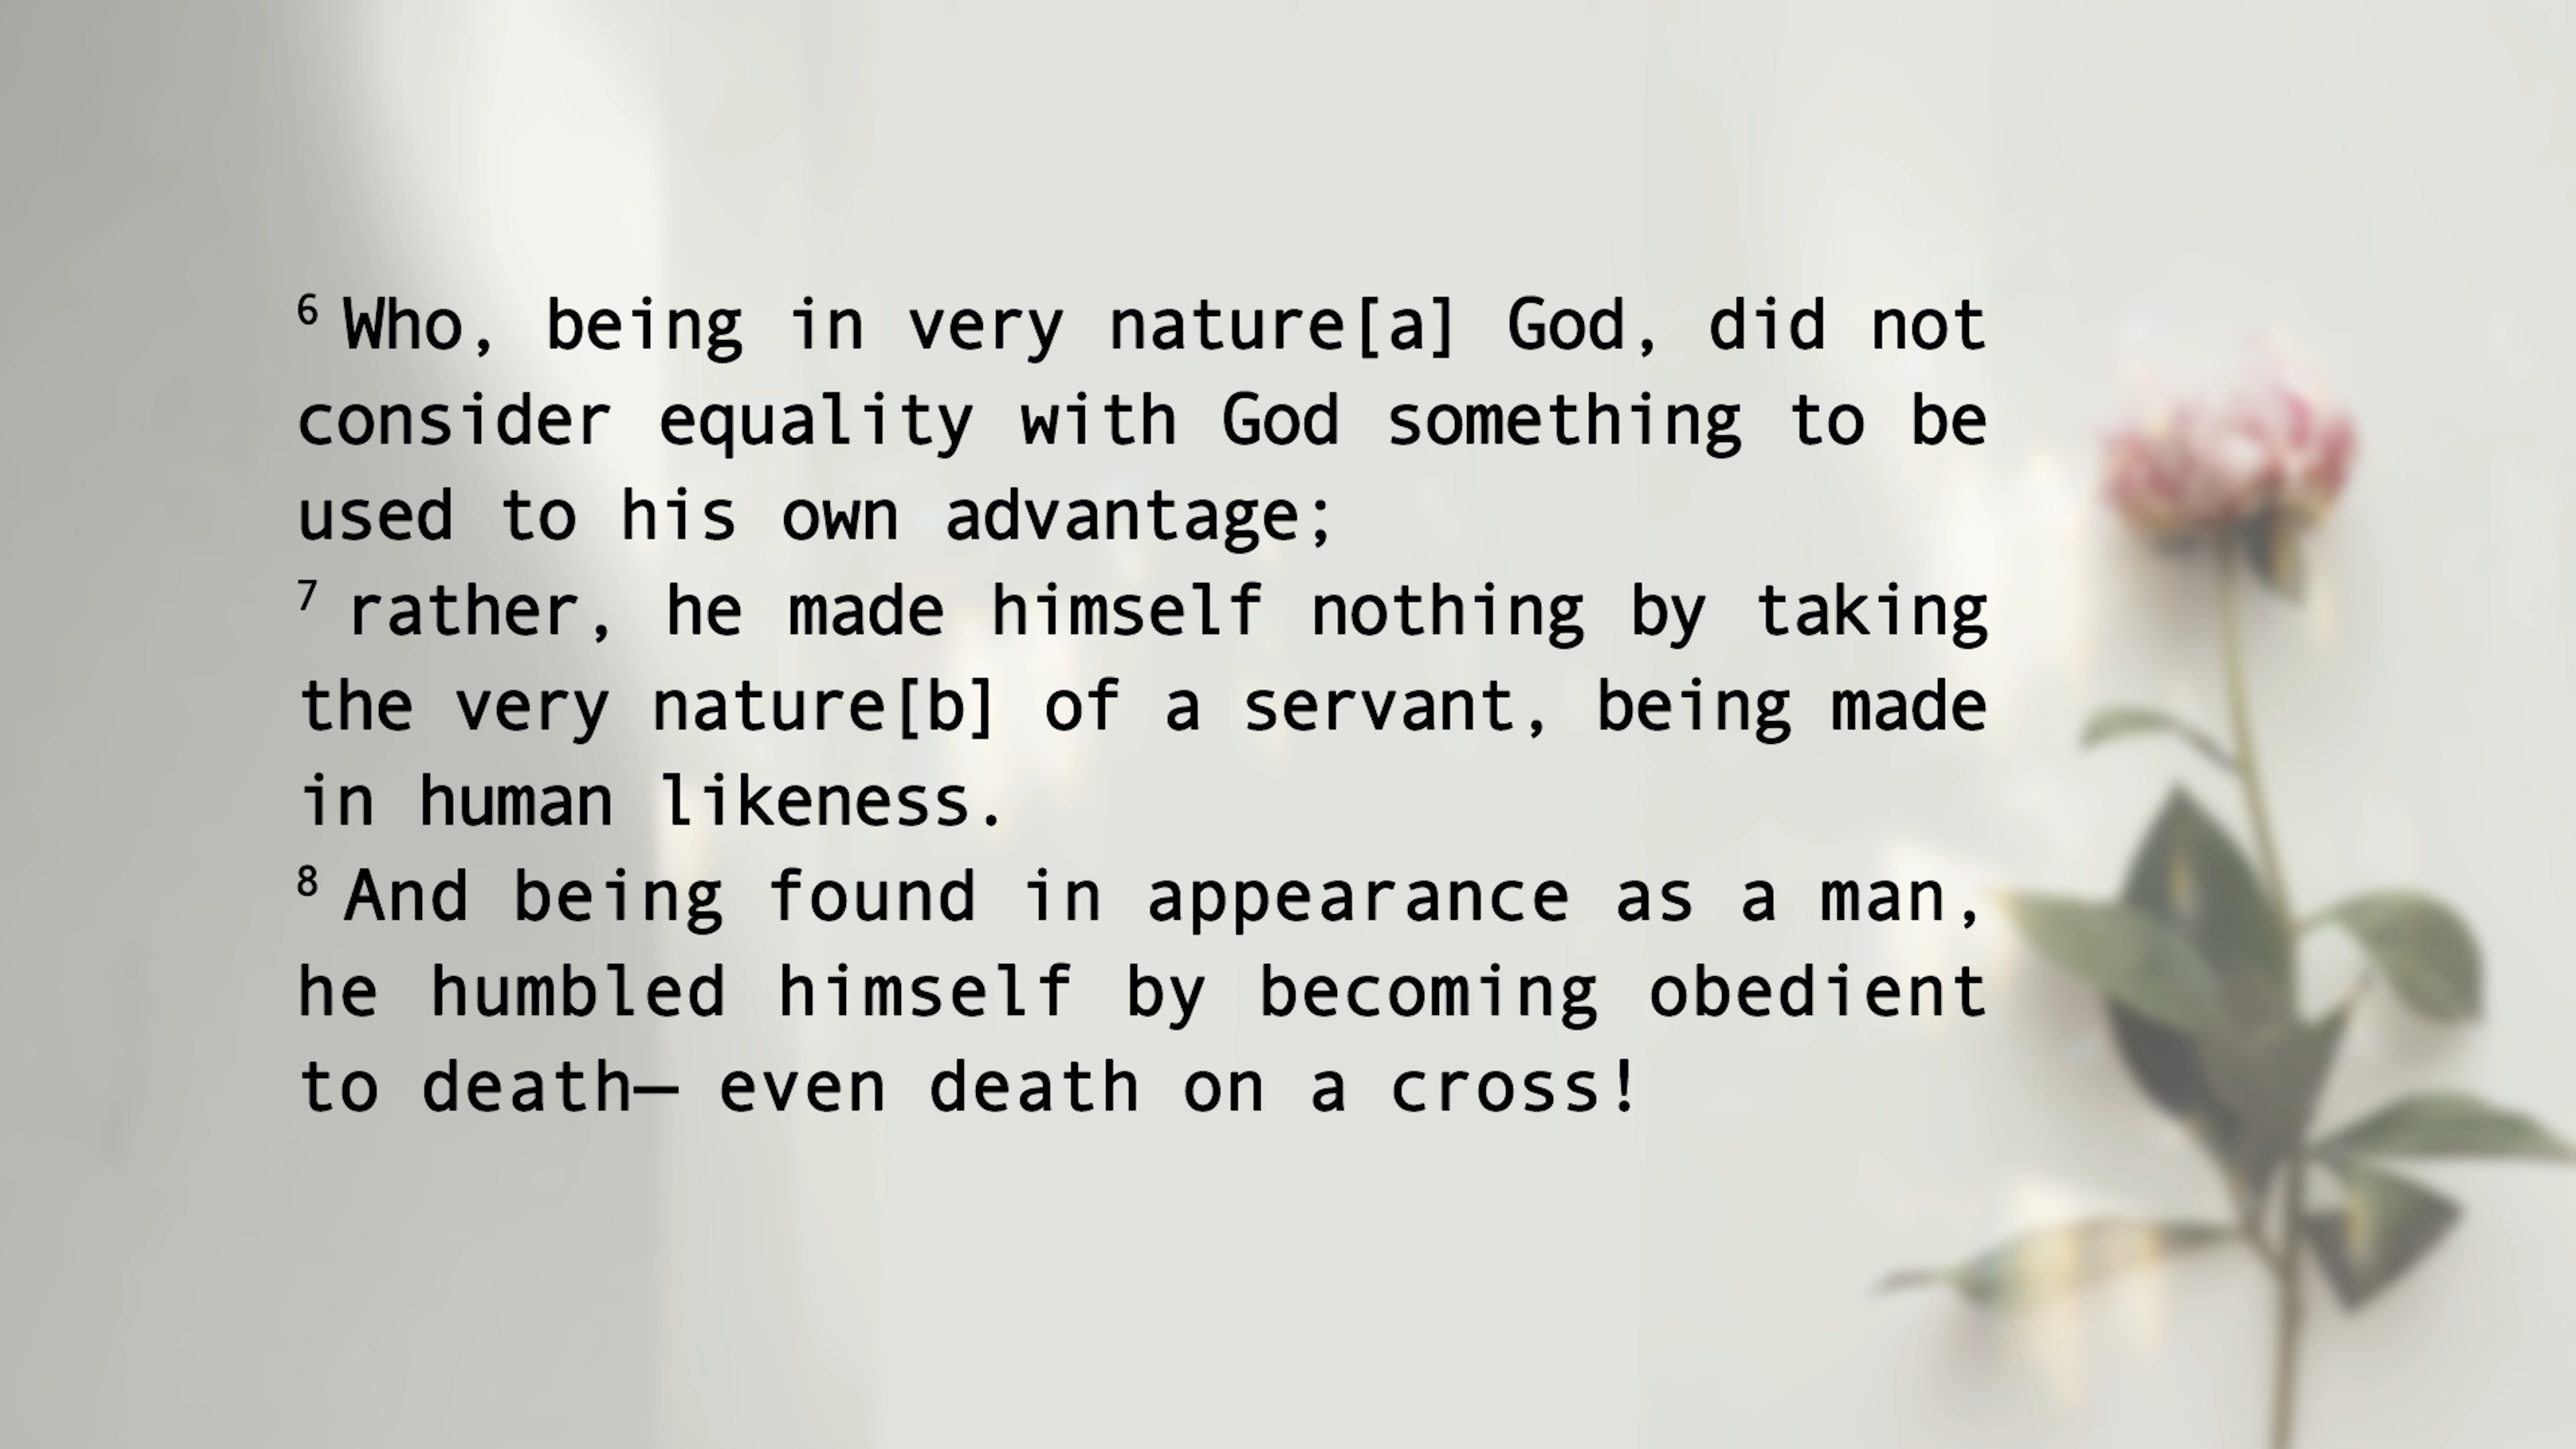 6 Who, being in very nature[a] God, did not
consider equality with God something to be
used to his own advantage;
7 rather, he made himself nothing by taking
the very nature[b] of a servant, being made
in human likeness.
8 And being found in appearance as a man,
he humbled himself by becoming obedient
to death— even death on a cross!